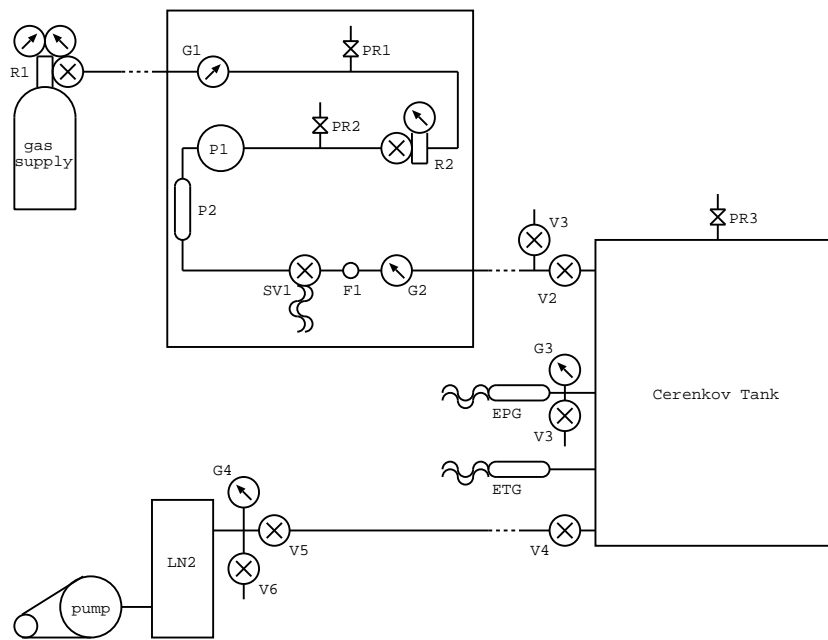 G1
PR1
R1
gas
supply
P1
PR2
R2
P2
V3
PR3
SV1
F1
G2
V2
G3
Cerenkov Tank
EPG
V3
G4
ETG
LN2
V5
V4
V6
pump